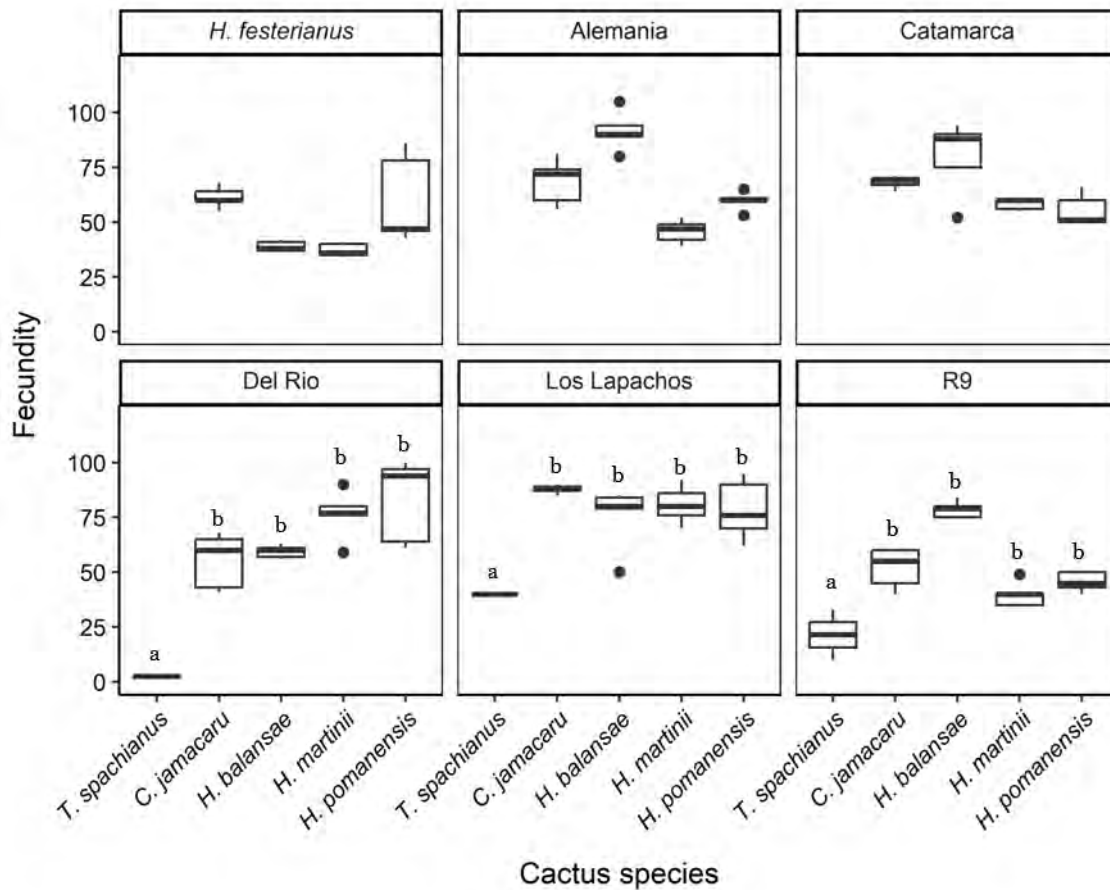 H. festerianus
Alemania
Catamarca
100
75
50
25
0
Del Rio
Los Lapachos
R9
Fecundity
100
75
50
25
0
a
b
b
b
b
a
b
b
b
b
a
b
b
b
b
T. spachianus
C. jamacaru
H. balansae
H. martinii
H. pomanensis
T. spachianus
C. jamacaru
H. balansae
H. martinii
H. pomanensis
T. spachianus
C. jamacaru
H. balansae
H. martinii
H. pomanensis
Cactus species